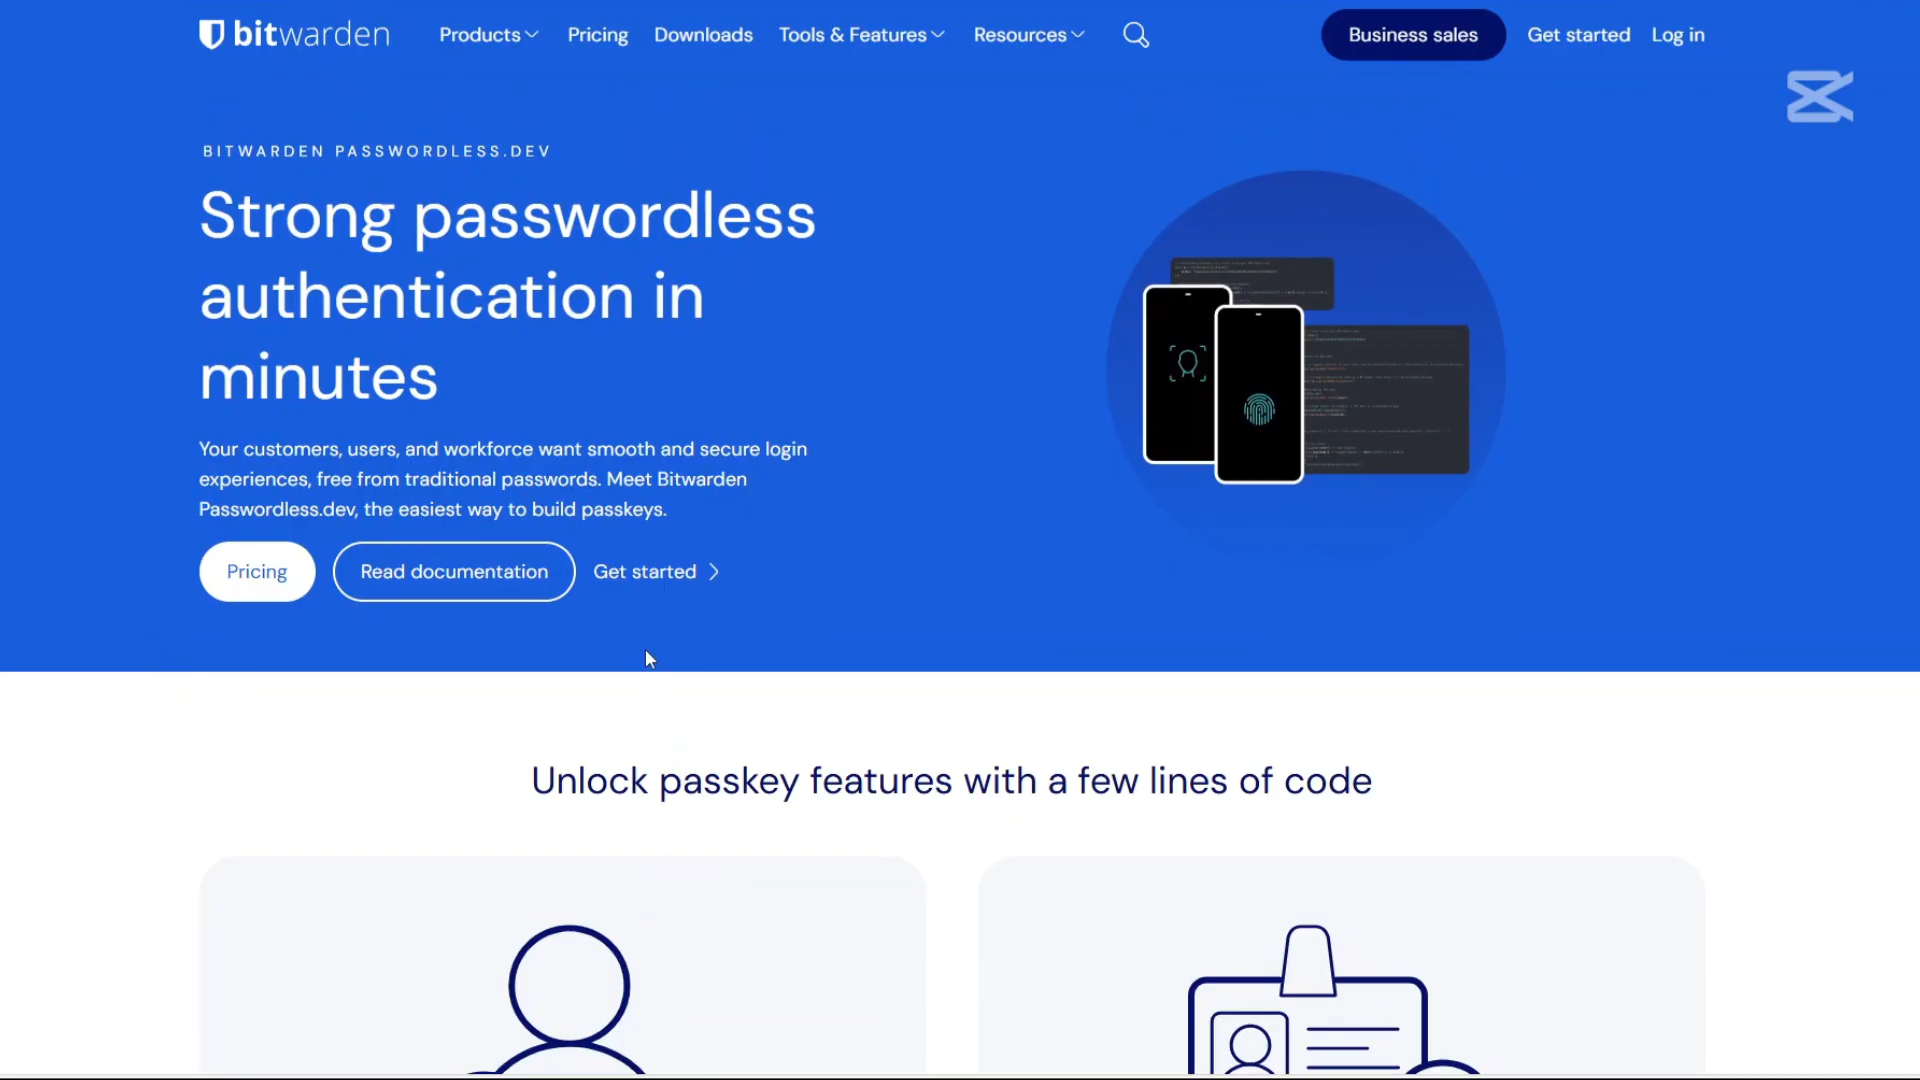 bitwarden
Products
Pricing
Downloads
Tools & Features
Resources
Business sales
Get started
Log in
BITWARDEN PASSWORDLESS.DEV
Strong passwordless
authentication in
minutes
Your customers, users, and workforce want smooth and secure login
experiences, free from traditional passwords. Meet Bitwarden
Passwordless.dev, the easiest way to build passkeys.
Pricing
Read documentation
Get started
Unlock passkey features with a few lines of code